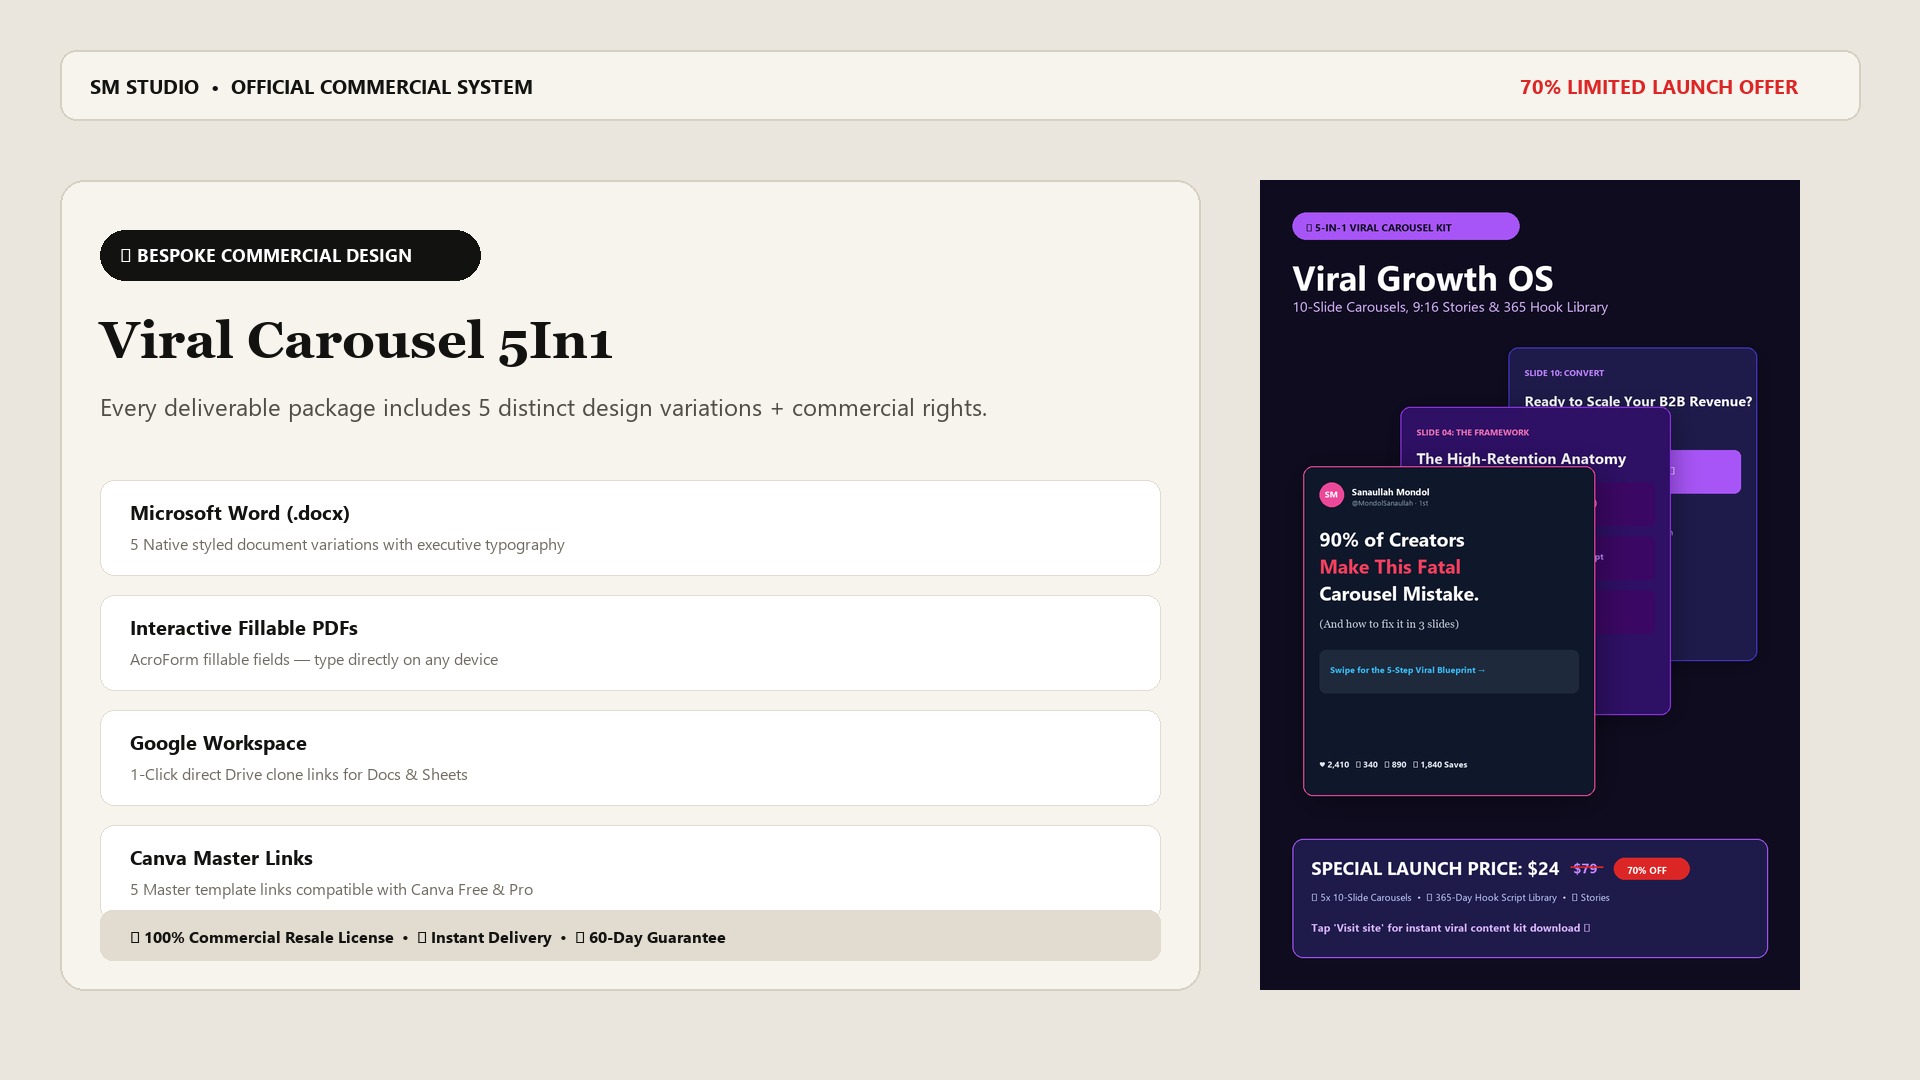 SM STUDIO • OFFICIAL COMMERCIAL SYSTEM
70% LIMITED LAUNCH OFFER
BESPOKE COMMERCIAL DESIGN
Viral Carousel 5In1
Every deliverable package includes 5 distinct design variations + commercial rights.
Microsoft Word (.docx)
5 Native styled document variations with executive typography
Interactive Fillable PDFs
AcroForm fillable fields — type directly on any device
Google Workspace
1-Click direct Drive clone links for Docs & Sheets
Canva Master Links
5 Master template links compatible with Canva Free & Pro
100% Commercial Resale License • Instant Delivery • 60-Day Guarantee
5-IN-1 VIRAL CAROUSEL KIT
Viral Growth OS
10-Slide Carousels, 9:16 Stories & 365 Hook Library
SLIDE 10: CONVERT
Ready to Scale Your B2B Revenue?
SLIDE 04: THE FRAMEWORK
The High-Retention Anatomy
SM
Sanaullah Mondol
@MondolSanaullah · 1st
90% of Creators
Make This Fatal
Carousel Mistake.
(And how to fix it in 3 slides)
Swipe for the 5-Step Viral Blueprint →
♥ 2,410 340 890 1,840 Saves
SPECIAL LAUNCH PRICE: $24 $79 70% OFF
5x 10-Slide Carousels • 365-Day Hook Script Library • Stories
Tap 'Visit site' for instant viral content kit download